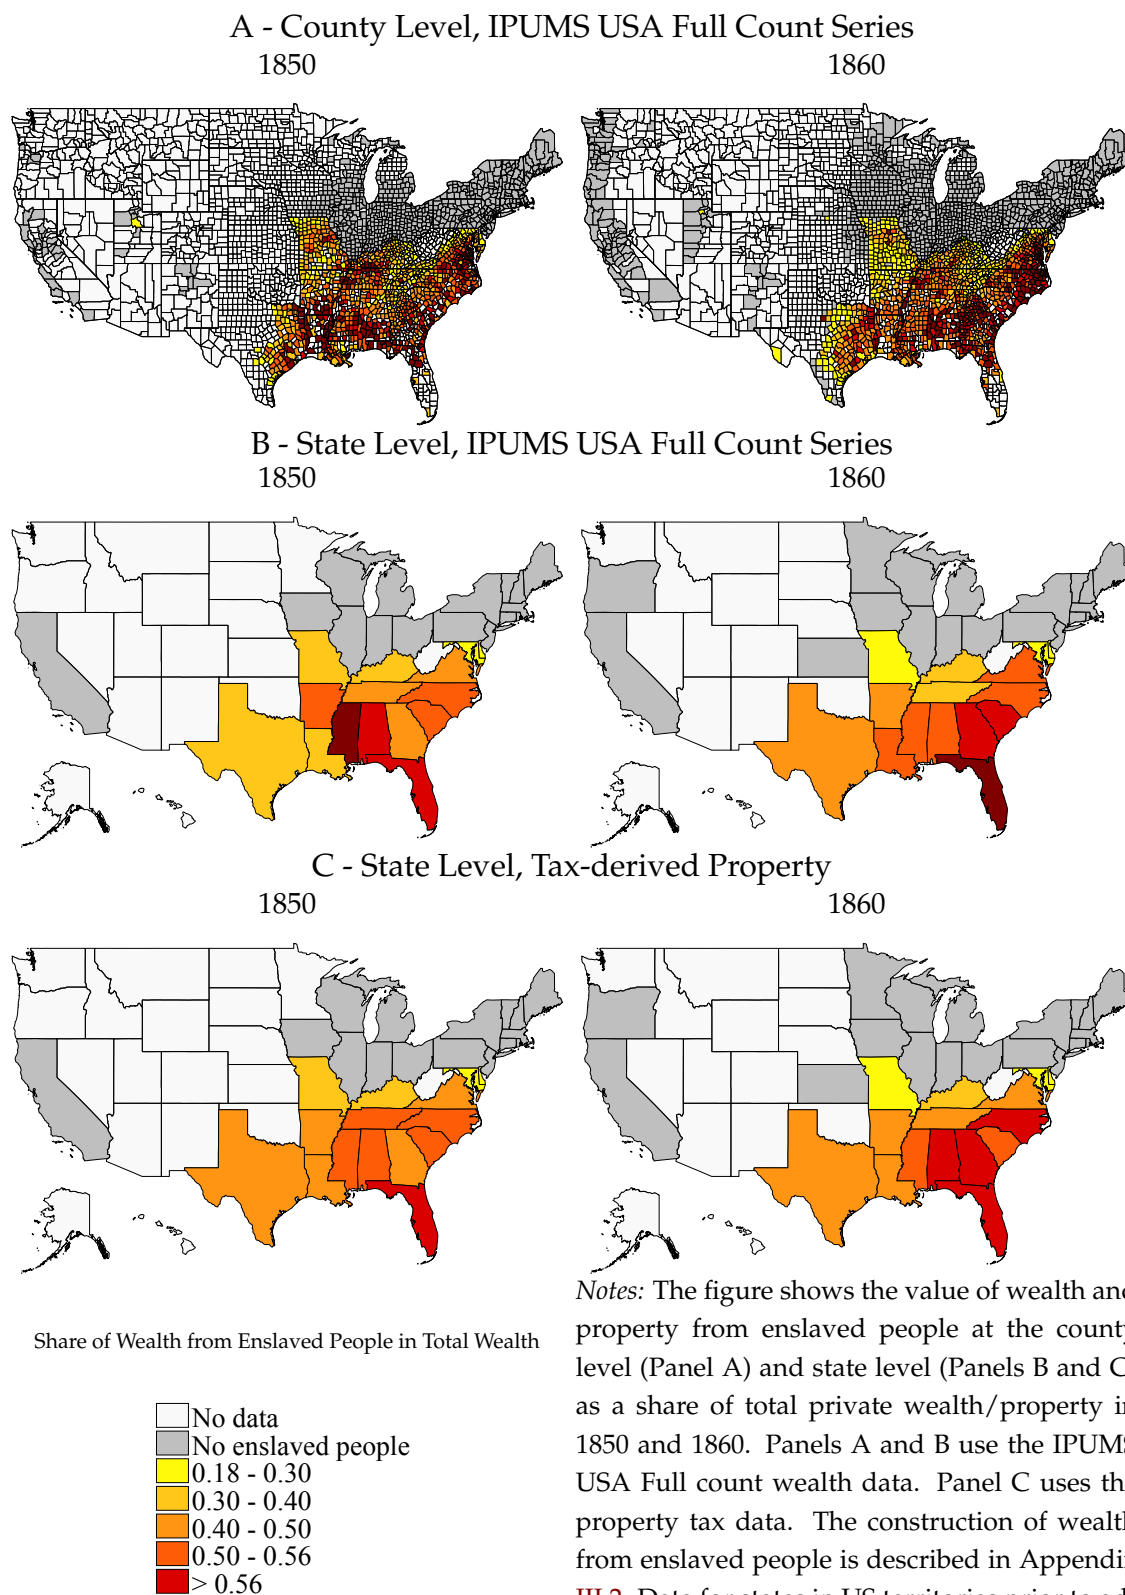 A - County Level, IPUMS USA Full Count Series
1850
1860
B - State Level, IPUMS USA Full Count Series
1850
1860
C - State Level, Tax-derived Property
1850
1860
Share of Wealth from Enslaved People in Total Wealth
No data
No enslaved people
0.18 - 0.30
0.30 - 0.40
0.40 - 0.50
0.50 - 0.56
> 0.56
Notes: The figure shows the value of wealth and
property from enslaved people at the county
level (Panel A) and state level (Panels B and C
as a share of total private wealth/property in
1850 and 1860. Panels A and B use the IPUMS
USA Full count wealth data. Panel C uses the
property tax data. The construction of wealth
from enslaved people is described in Appendi